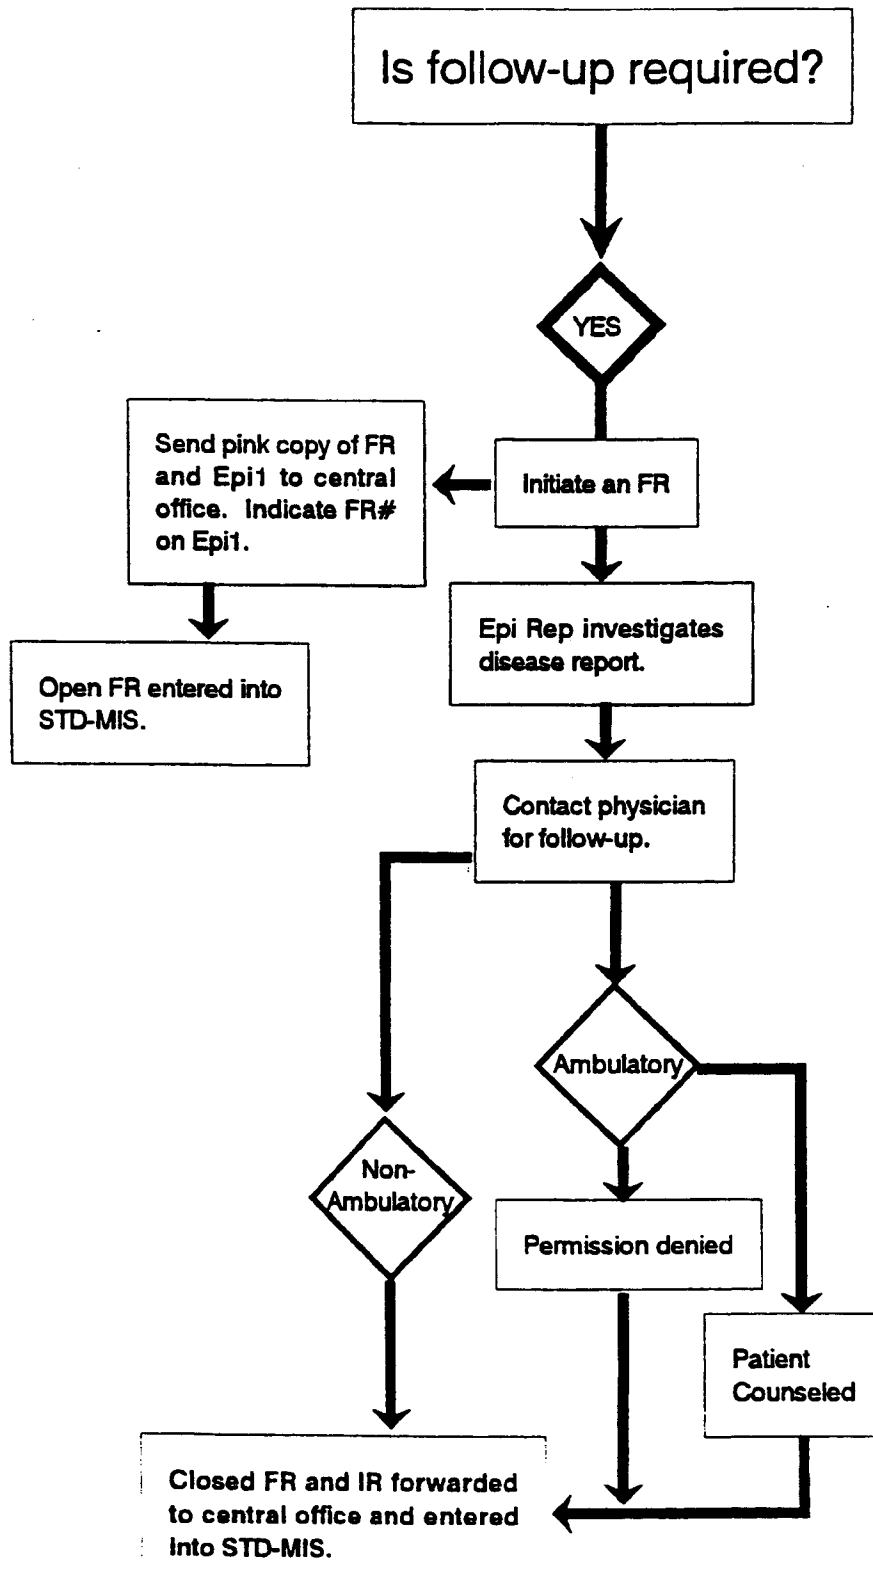 Is follow-up required?
YES
Send pink copy of FR
and Epi1 to central
office. Indicate FR#
on Epi1.
Initiate an FR
Epi Rep investigates
disease report.
Open FR entered into
STD-MIS.
Contact physician
for follow-up.
Ambulatory
Non-
Ambulatory
Permission denied
Patient
Counseled
Closed FR and IR forwarded
to central office and entered
into STD-MIS.